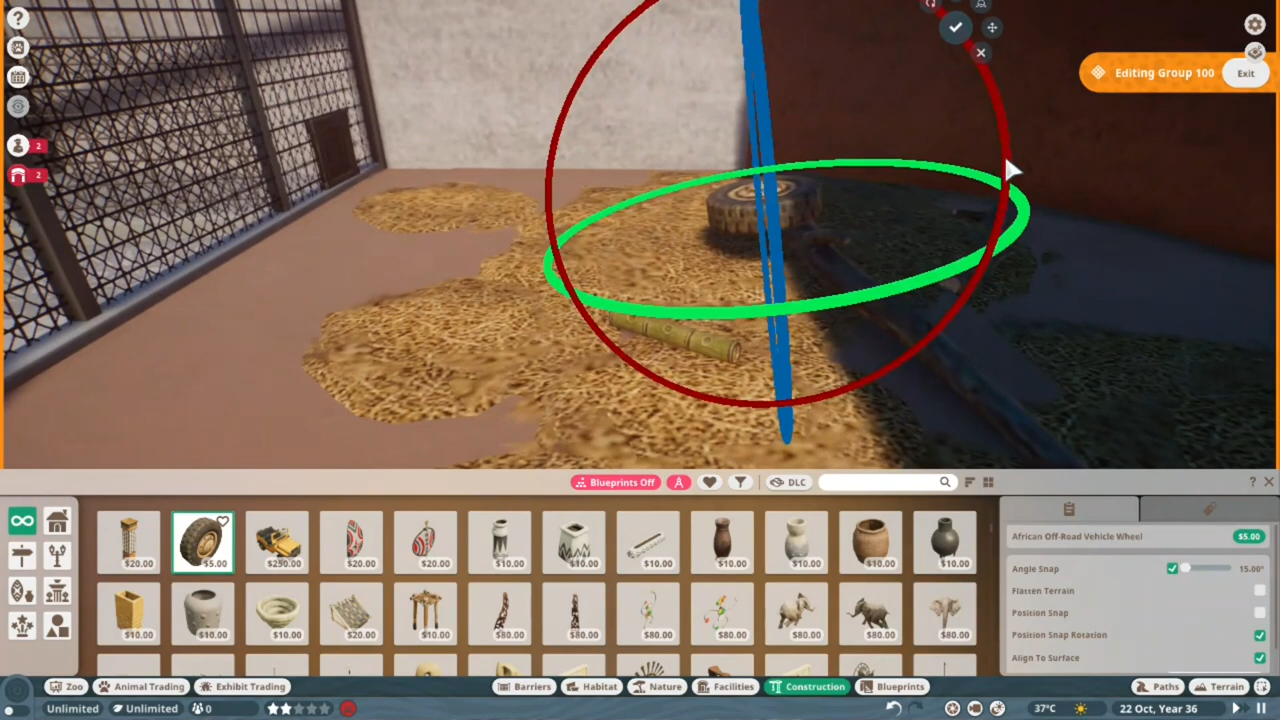 ?
2
2
Editing Group 100
Exit
Blueprints Off
DLC
?
$20.00
$5.00
$250.00
$20.00
$20.00
$10.00
$10.00
$10.00
$10.00
$10.00
$10.00
$10.00
$10.00
$10.00
$10.00
$20.00
$10.00
$80.00
$80.00
$80.00
$80.00
$80.00
$80.00
$80.00
African Off-Road Vehicle Wheel
$5.00
Angle Snap
15.00°
Flatten Terrain
Position Snap
Position Snap Rotation
Align To Surface
Zoo
Animal Trading
Exhibit Trading
Barriers
Habitat
Nature
Facilities
Construction
Blueprints
Paths
Terrain
Unlimited
Unlimited
0
37°C
22 Oct, Year 36